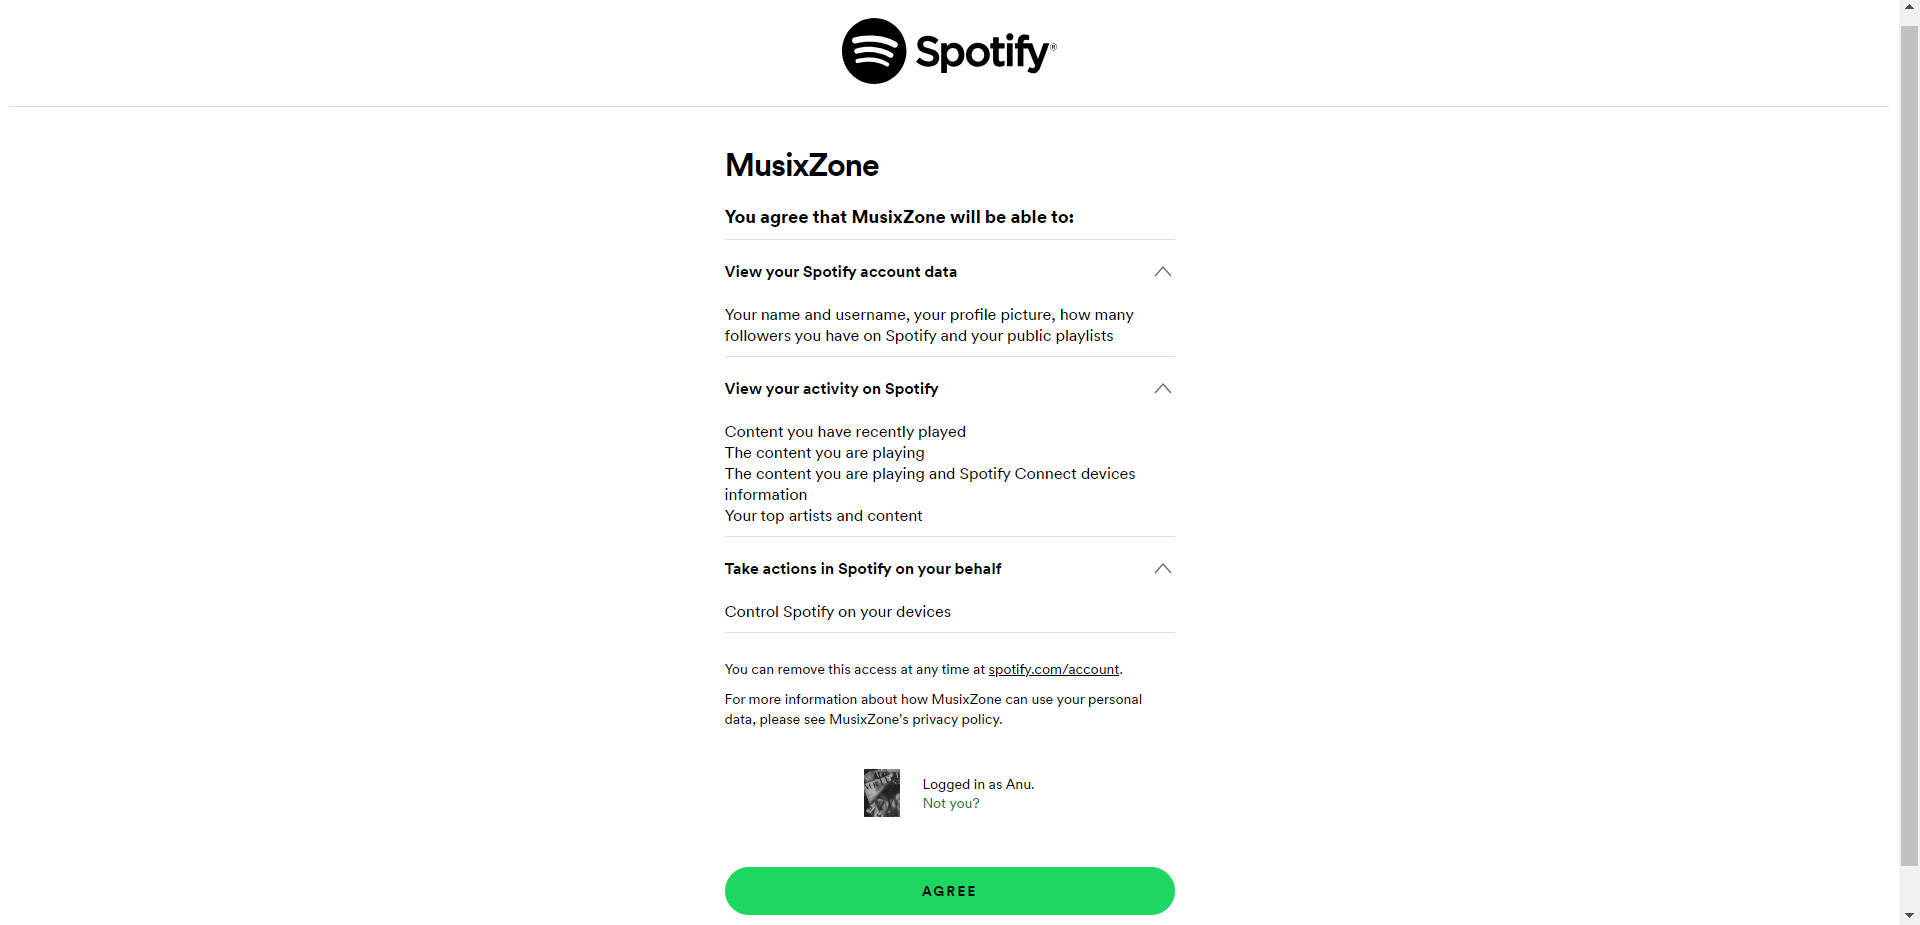 Spotify®
MusixZone
You agree that MusixZone will be able to:
View your Spotify account data
Your name and username, your profile picture, how many
followers you have on Spotify and your public playlists
View your activity on Spotify
Content you have recently played
The content you are playing
The content you are playing and Spotify Connect devices
information
Your top artists and content
Take actions in Spotify on your behalf
Control Spotify on your devices
You can remove this access at any time at spotify.com/account.
For more information about how MusixZone can use your personal
data, please see MusixZone's privacy policy.
Logged in as Anu.
Not you?
AGREE